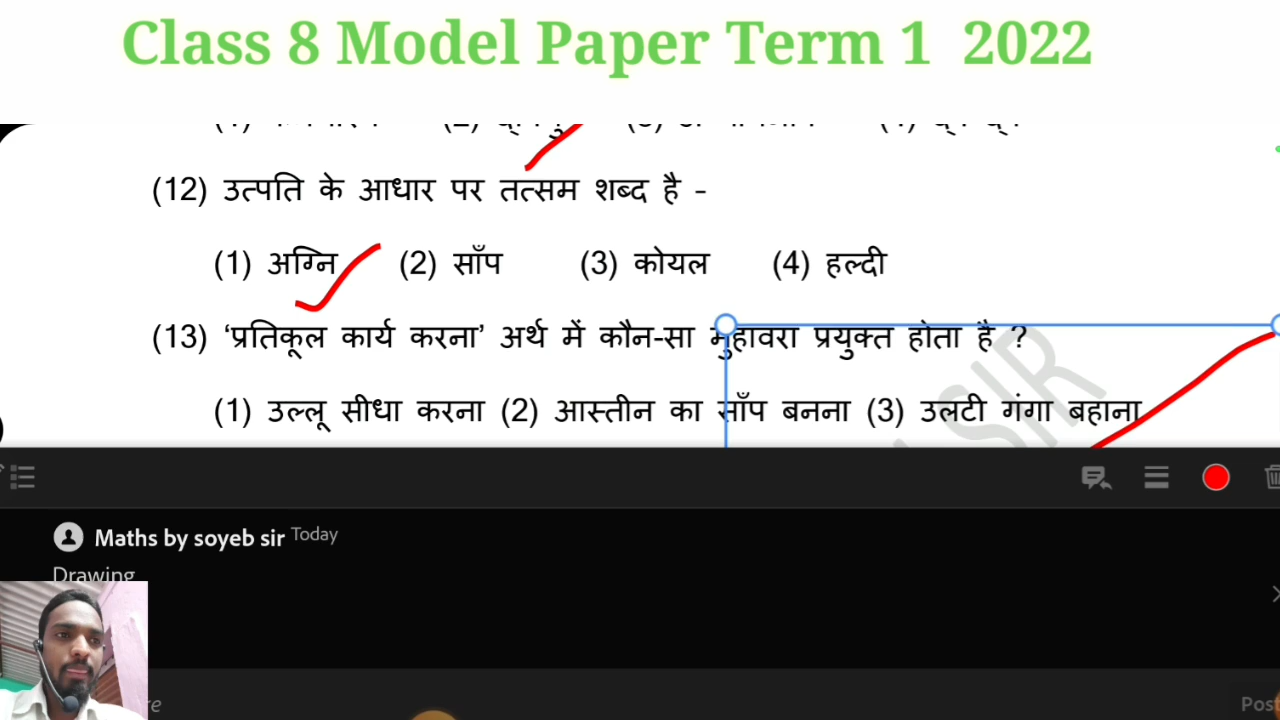 Class 8 Model Paper Term 1 2022
(12) उत्पति के आधार पर तत्सम शब्द है -
(1) अग्नि (2) साँप (3) कोयल (4) हल्दी
(13) ‘प्रतिकूल कार्य करना’ अर्थ में कौन-सा मुहावरा प्रयुक्त होता है ?
(1) उल्लू सीधा करना (2) आस्तीन का साँप बनना (3) उलटी गंगा बहाना
SIR
Maths by soyeb sir Today
Drawing
Post